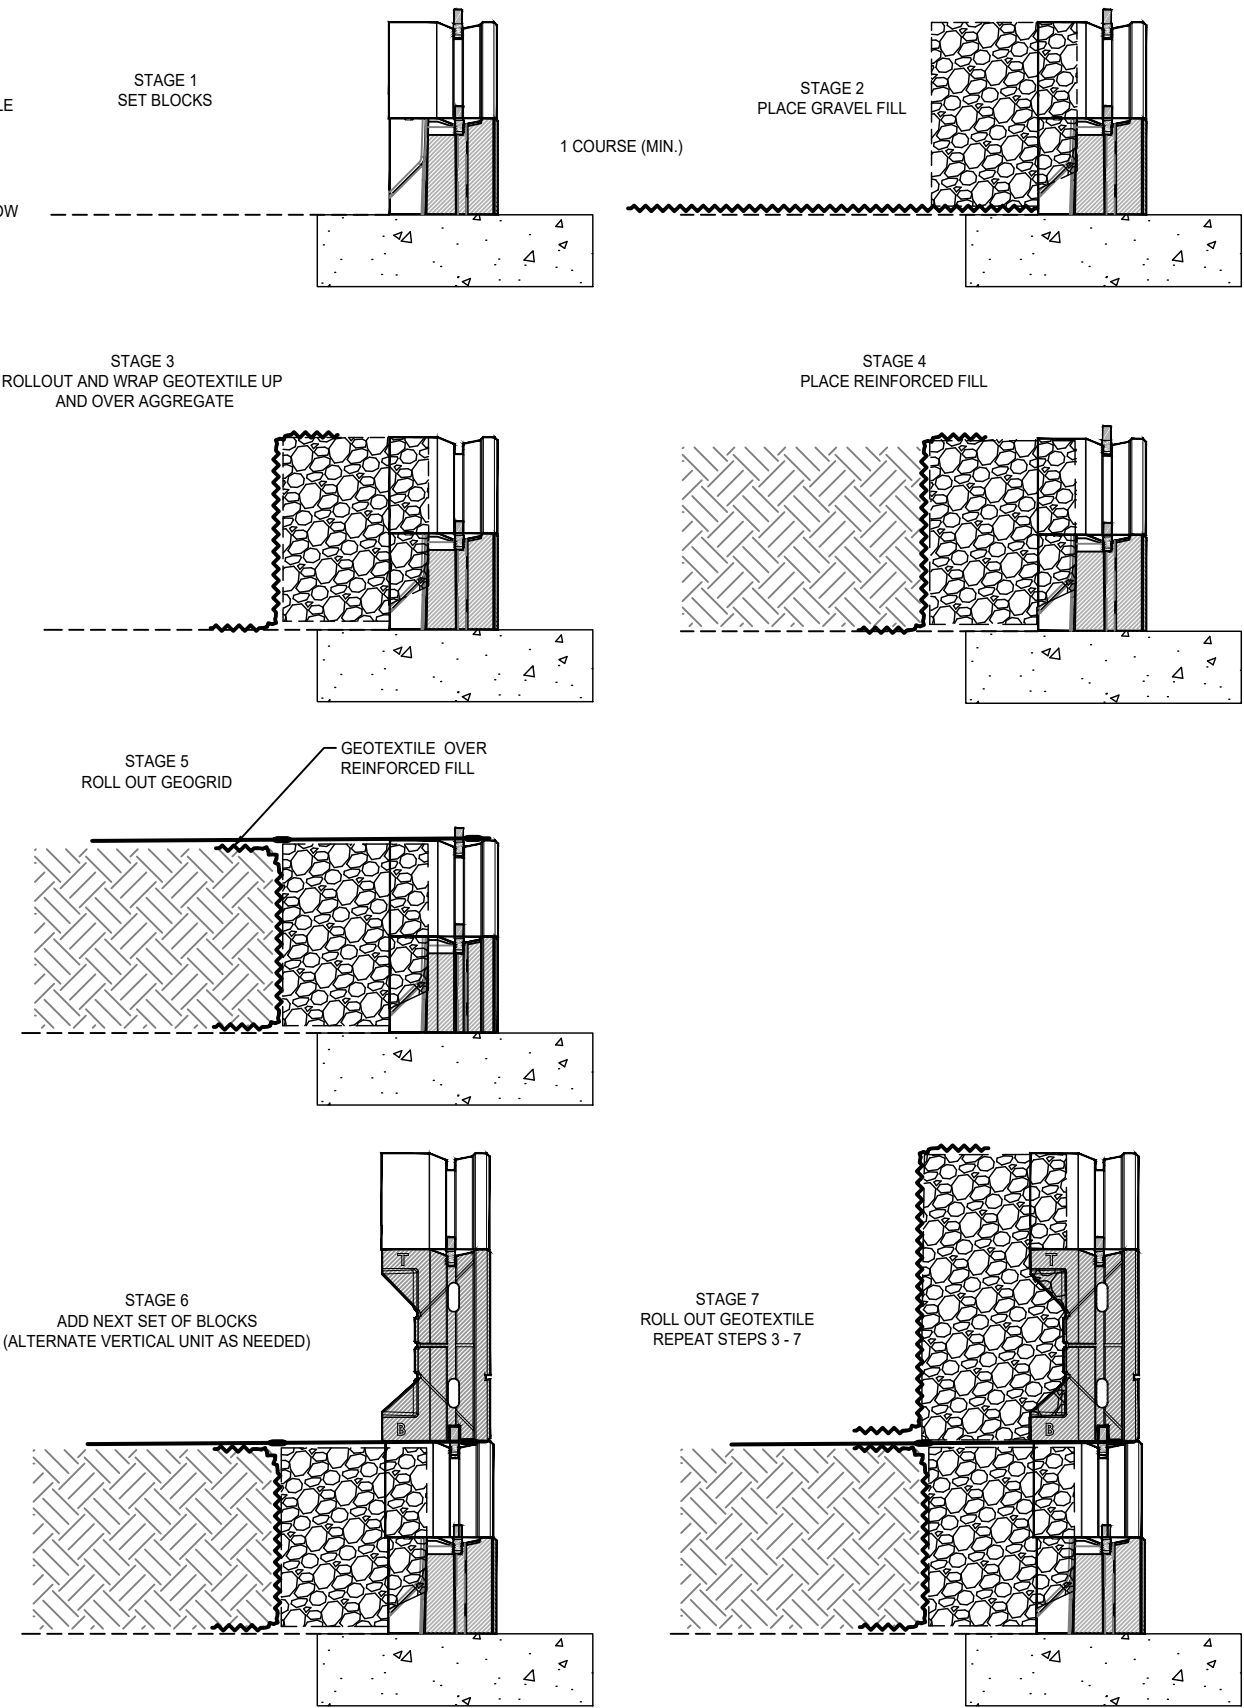 STAGE 1
SET BLOCKS
LE
OW
STAGE 2
PLACE GRAVEL FILL
1 COURSE (MIN.)
STAGE 3
ROLLOUT AND WRAP GEOTEXTILE UP
AND OVER AGGREGATE
STAGE 4
PLACE REINFORCED FILL
STAGE 5
ROLL OUT GEOGRID
GEOTEXTILE OVER
REINFORCED FILL
STAGE 6
ADD NEXT SET OF BLOCKS
(ALTERNATE VERTICAL UNIT AS NEEDED)
T
B
STAGE 7
ROLL OUT GEOTEXTILE
REPEAT STEPS 3 - 7
T
B